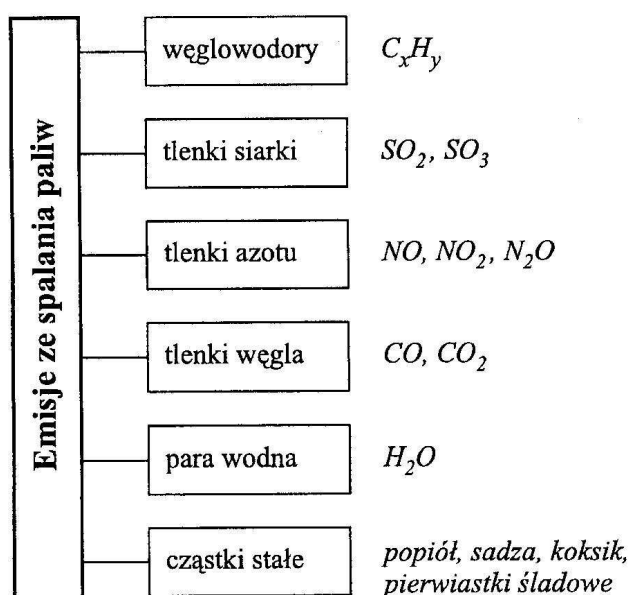 Emisje ze spalania paliw
węglowodory CₓHᵧ
tlenki siarki SO₂, SO₃
tlenki azotu NO, NO₂, N₂O
tlenki węgla CO, CO₂
para wodna H₂O
cząstki stałe popiół, sadza, koksik,
pierwiastki śladowe